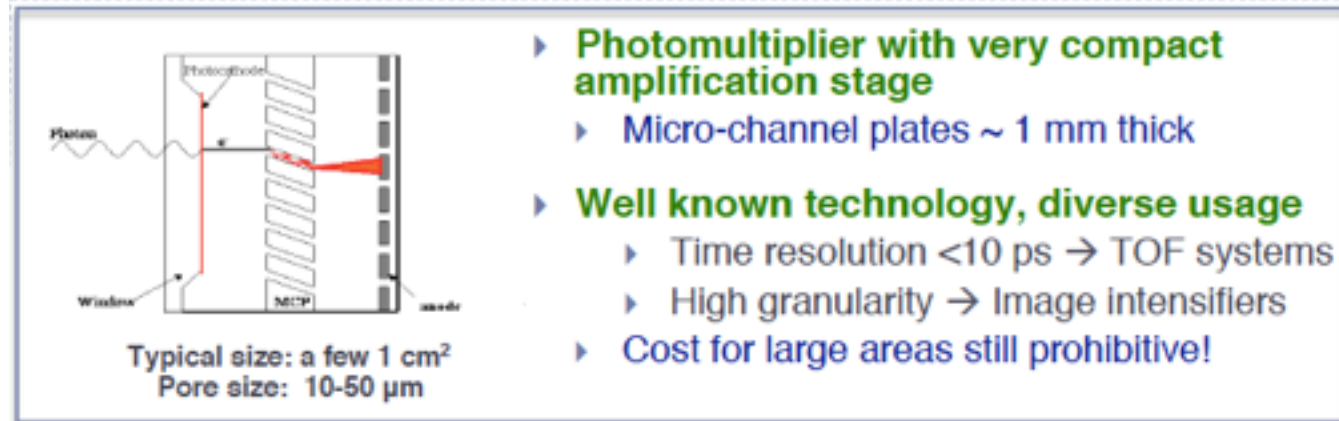 Photocathode
Photon
e⁻
Window
MCP
anode
Typical size: a few 1 cm²
Pore size: 10-50 μm
Photomultiplier with very compact
amplification stage
Micro-channel plates ~ 1 mm thick
Well known technology, diverse usage
Time resolution <10 ps → TOF systems
High granularity → Image intensifiers
Cost for large areas still prohibitive!